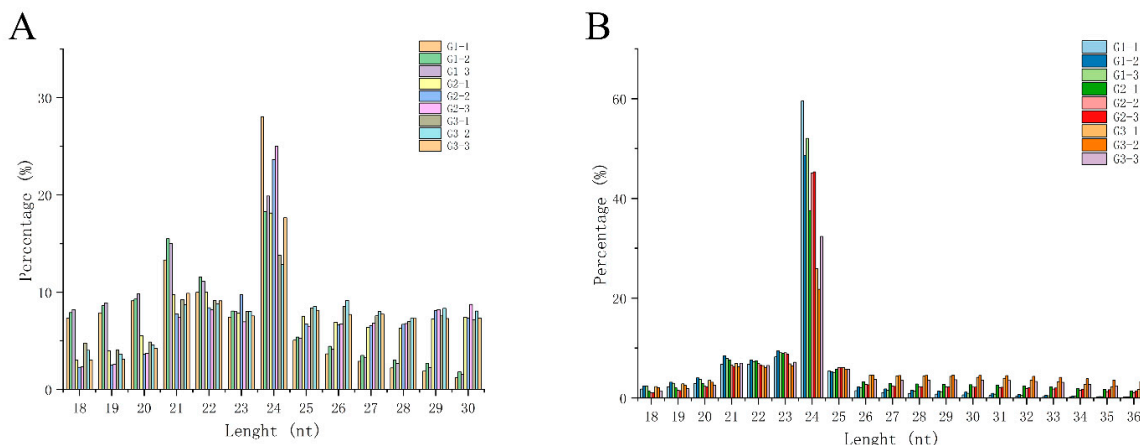 A
B
G1-1
G1-2
G1-3
G2-1
G2-2
G2-3
G3-1
G3-2
G3-3
30
20
10
0
Percentage (%)
18 19 20 21 22 23 24 25 26 27 28 29 30
Lenght (nt)
G1-1
G1-2
G1-3
G2-1
G2-2
G2-3
G3-1
G3-2
G3-3
60
40
20
0
Percentage (%)
18 19 20 21 22 23 24 25 26 27 28 29 30 31 32 33 34 35 36
Lenght (nt)